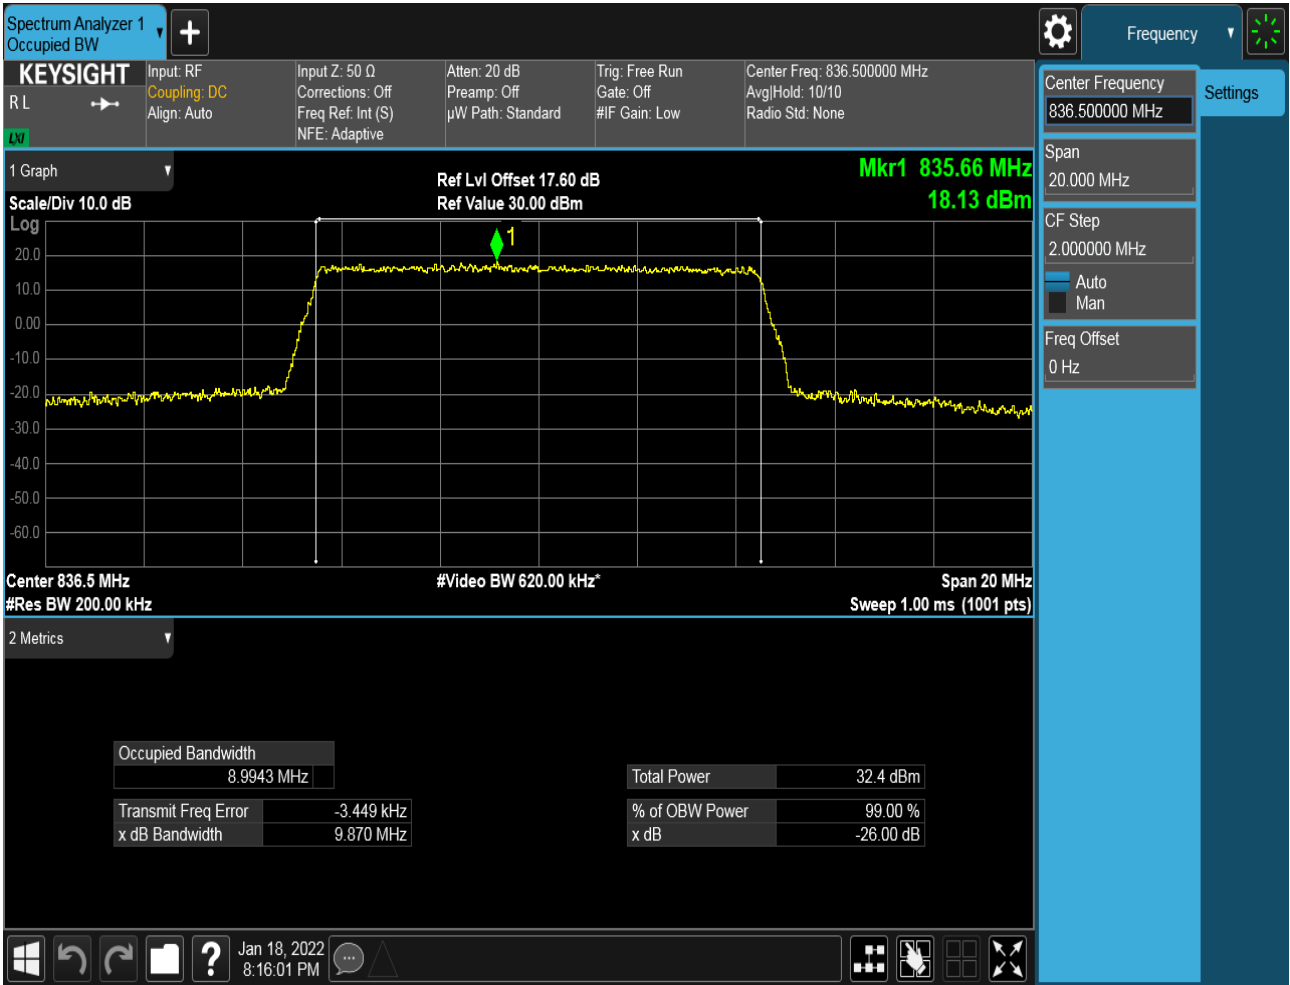 Spectrum Analyzer 1
Occupied BW
+
Frequency
KEYSIGHT
R L
LXI
Input: RF
Coupling: DC
Align: Auto
Input Z: 50 Ω
Corrections: Off
Freq Ref: Int (S)
NFE: Adaptive
Atten: 20 dB
Preamp: Off
µW Path: Standard
Trig: Free Run
Gate: Off
#IF Gain: Low
Center Freq: 836.500000 MHz
Avg|Hold: 10/10
Radio Std: None
Center Frequency
836.500000 MHz
Settings
Span
20.000 MHz
CF Step
2.000000 MHz
Auto
Man
Freq Offset
0 Hz
1 Graph
Scale/Div 10.0 dB
Log
Ref Lvl Offset 17.60 dB
Ref Value 30.00 dBm
Mkr1 835.66 MHz
18.13 dBm
1
20.0
10.0
0.00
-10.0
-20.0
-30.0
-40.0
-50.0
-60.0
Center 836.5 MHz
#Video BW 620.00 kHz*
Span 20 MHz
#Res BW 200.00 kHz
Sweep 1.00 ms (1001 pts)
2 Metrics
Occupied Bandwidth
8.9943 MHz
Total Power 32.4 dBm
Transmit Freq Error -3.449 kHz
% of OBW Power 99.00 %
x dB Bandwidth 9.870 MHz
x dB -26.00 dB
?
Jan 18, 2022
8:16:01 PM